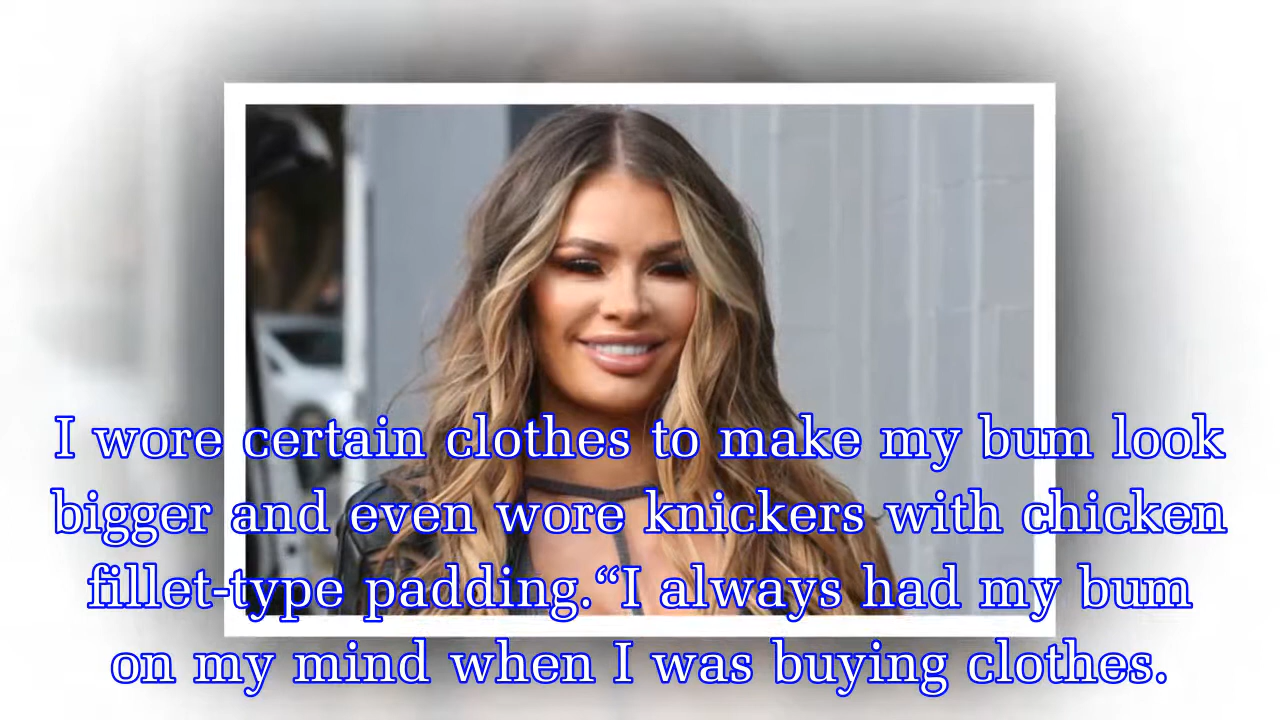 I wore certain clothes to make my bum look
bigger and even wore knickers with chicken
fillet-type padding.“I always had my bum
on my mind when I was buying clothes.